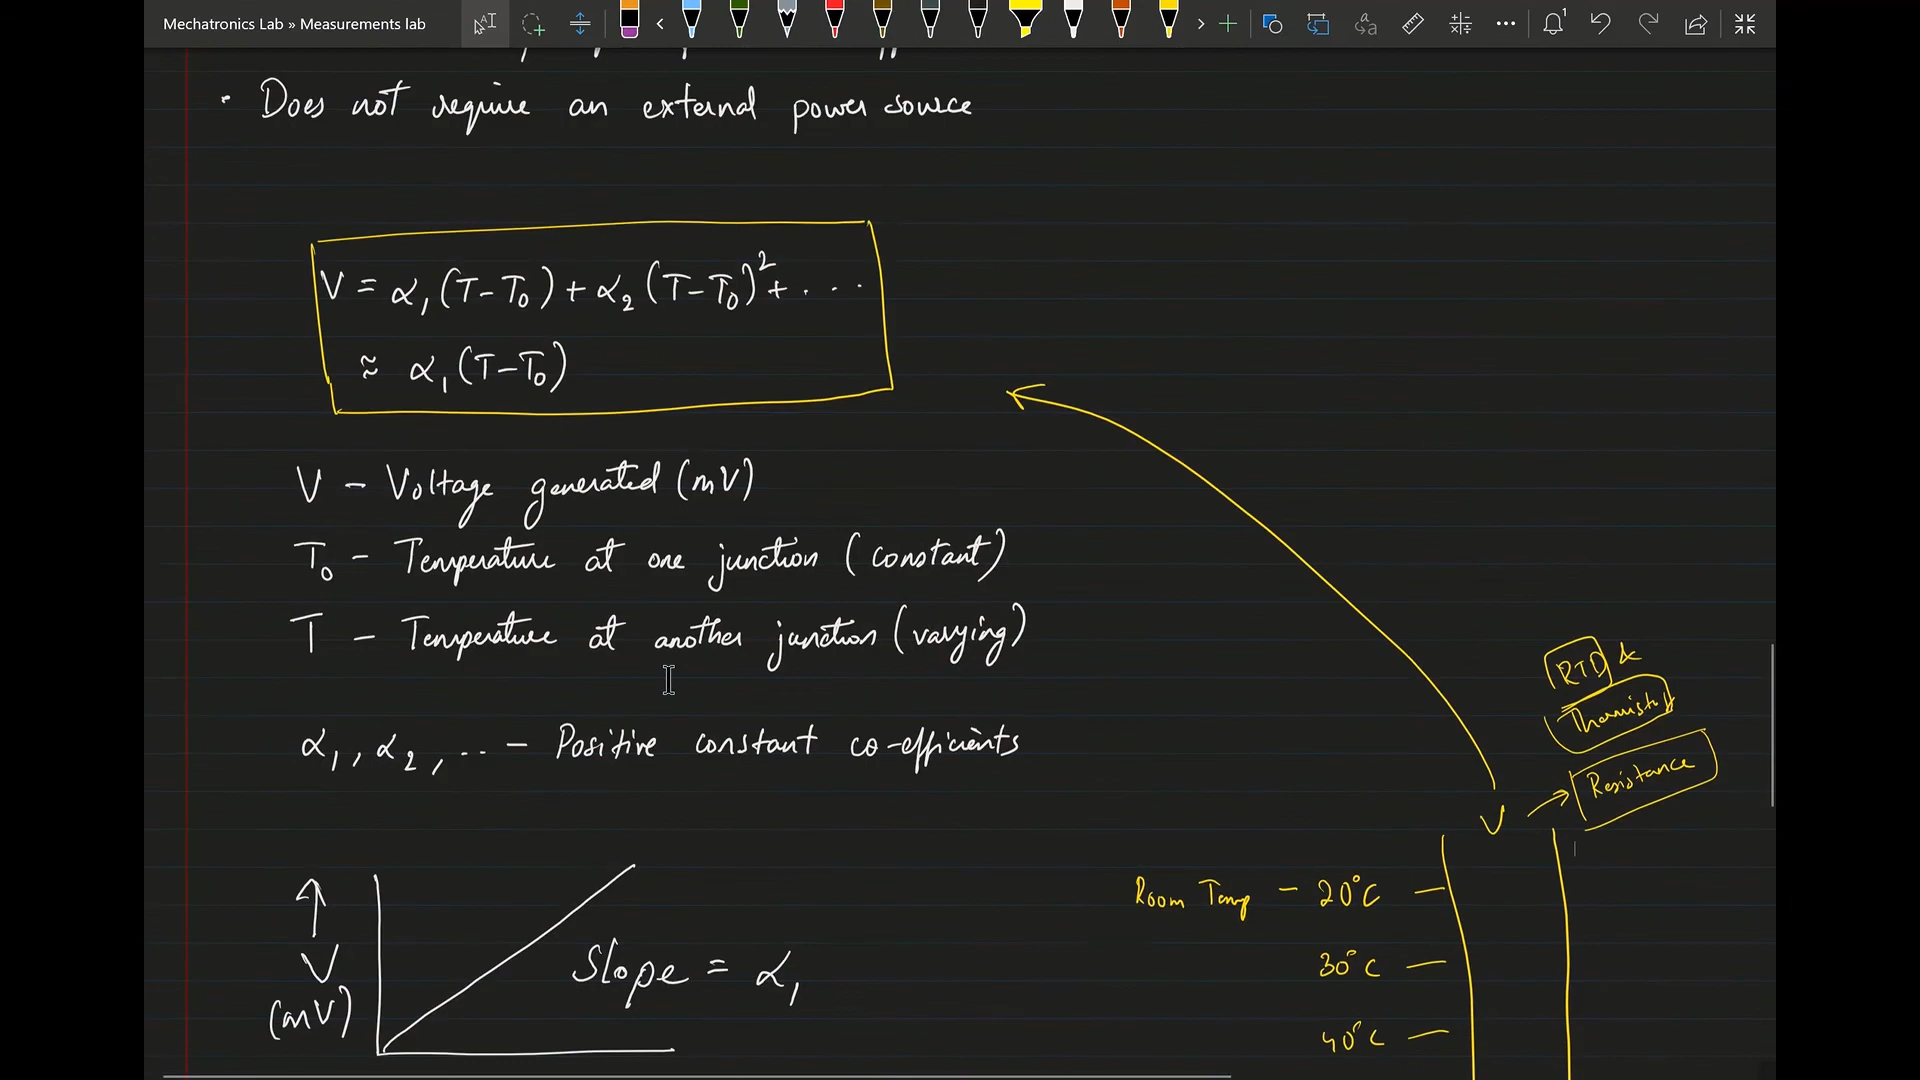 Mechatronics Lab » Measurements lab
· Does not require an external power source
V = α₁(T-T₀) + α₂(T-T₀)² + ...
≈ α₁(T-T₀)
V - Voltage generated (mV)
T₀ - Temperature at one junction (constant)
T - Temperature at another junction (varying)
α₁, α₂, .. - Positive constant co-efficients
RTD &
Thermistor
Resistance
V
Room Temp - 20°C
30°C
40°C
V
(mV)
Slope = α₁